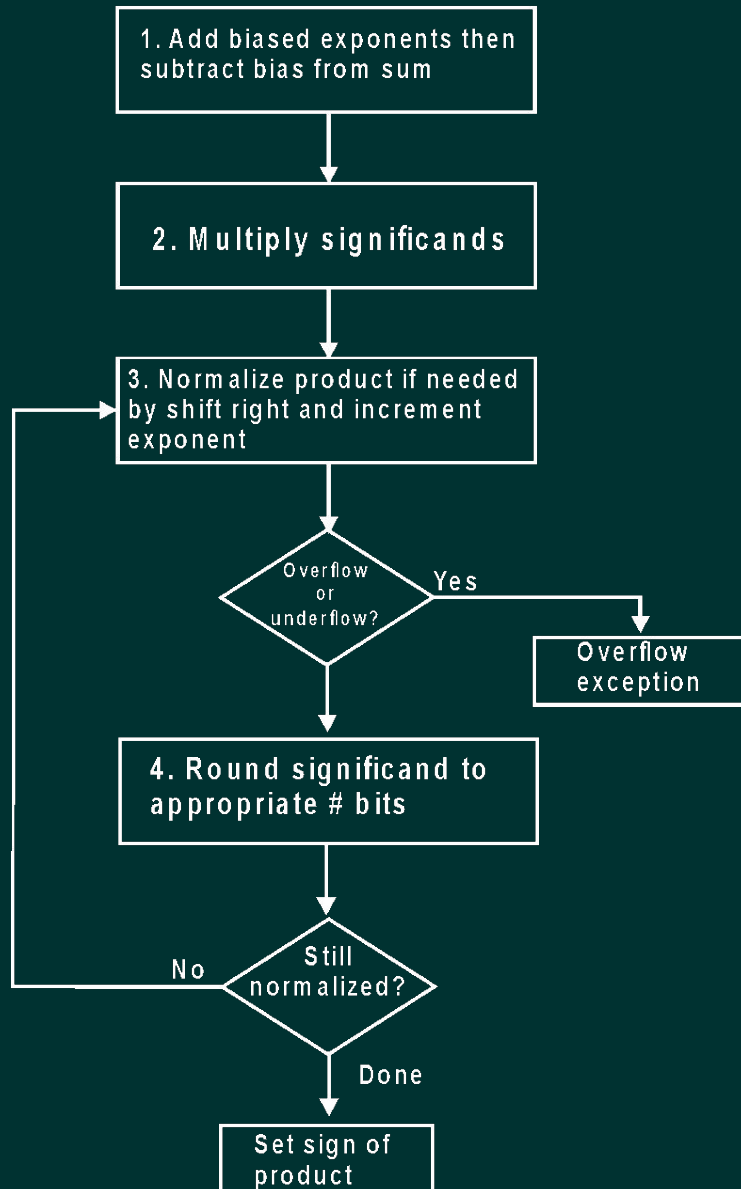 1. Add biased exponents then
subtract bias from sum
2. Multiply significands
3. Normalize product if needed
by shift right and increment
exponent
Overflow
or
underflow?
Yes
Overflow
exception
4. Round significand to
appropriate # bits
Still
normalized?
No
Done
Set sign of
product